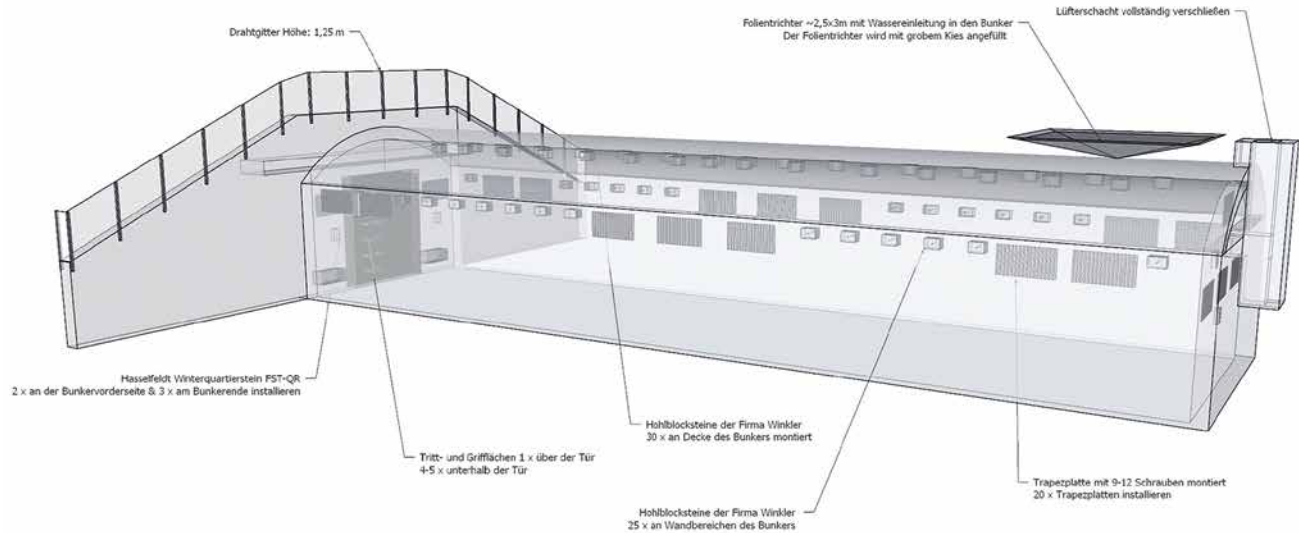 Drahtgitter Höhe: 1,25 m
Folientrichter ~2,5x3m mit Wassereinleitung in den Bunker
Der Folientrichter wird mit grobem Kies angefüllt
Lüfterschacht vollständig verschließen
Hasselfeldt Winterquartierstein FST-QR
2 x an der Bunkervorderseite & 3 x am Bunkerende installieren
Tritt- und Griffflächen 1 x über der Tür
4-5 x unterhalb der Tür
Hohlblocksteine der Firma Winkler
30 x an Decke des Bunkers montiert
Hohlblocksteine der Firma Winkler
25 x an Wandbereichen des Bunkers
Trapezplatte mit 9-12 Schrauben montiert
20 x Trapezplatten installieren